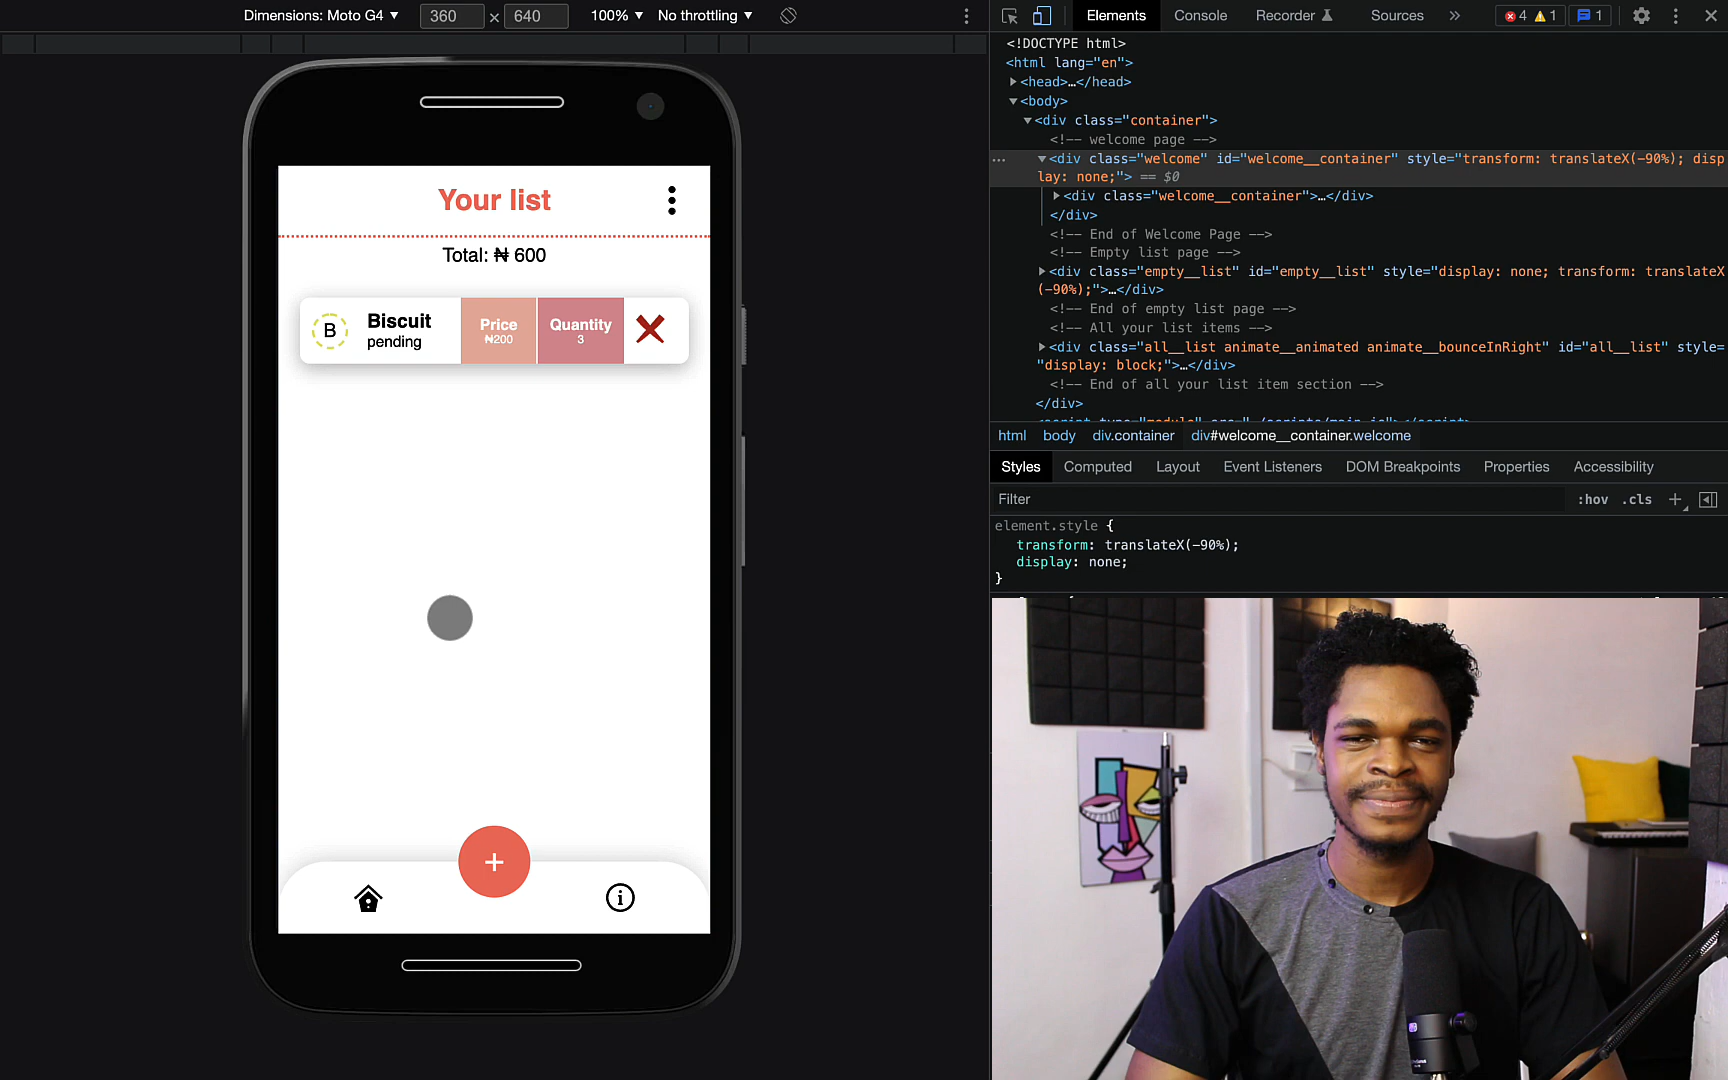 Dimensions: Moto G4 ▼ 360 × 640 100% ▼ No throttling ▼
Elements Console Recorder Sources » 4 1 1
Your list
Total: ₦ 600
B
Biscuit
pending
Price
₦200
Quantity
3
+
i
<!DOCTYPE html>
<html lang="en">
<head>…</head>
<body>
<div class="container">
<!-- welcome page -->
<div class="welcome" id="welcome__container" style="transform: translateX(-90%); disp
lay: none;"> == $0
<div class="welcome__container">…</div>
</div>
<!-- End of Welcome Page -->
<!-- Empty list page -->
<div class="empty__list" id="empty__list" style="display: none; transform: translateX
(-90%);">…</div>
<!-- End of empty list page -->
<!-- All your list items -->
<div class="all__list animate__animated animate__bounceInRight" id="all__list" style=
"display: block;">…</div>
<!-- End of all your list item section -->
</div>
html body div.container div#welcome__container.welcome
Styles Computed Layout Event Listeners DOM Breakpoints Properties Accessibility
Filter :hov .cls +
element.style {
transform: translateX(-90%);
display: none;
}